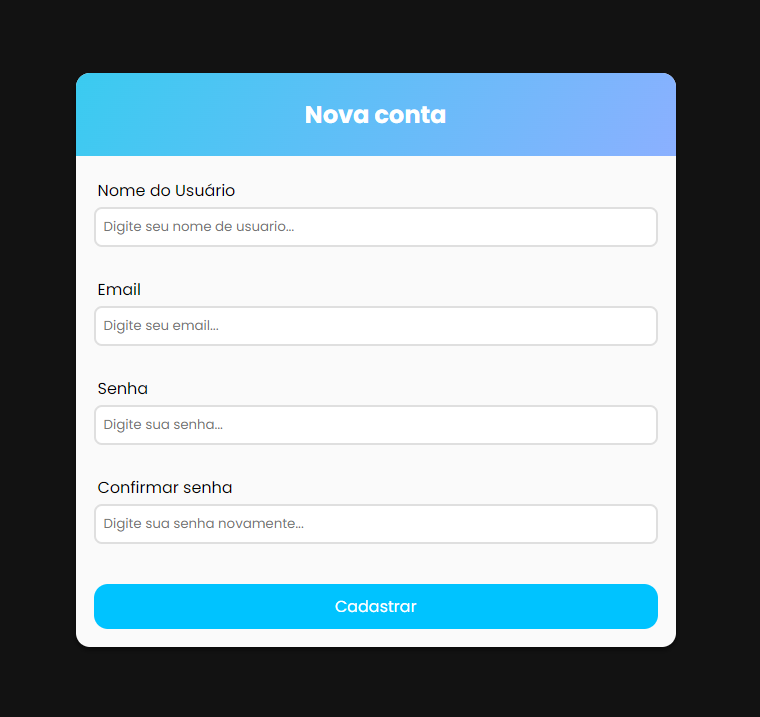 Nova conta
Nome do Usuário
Digite seu nome de usuario...
Email
Digite seu email...
Senha
Digite sua senha...
Confirmar senha
Digite sua senha novamente...
Cadastrar